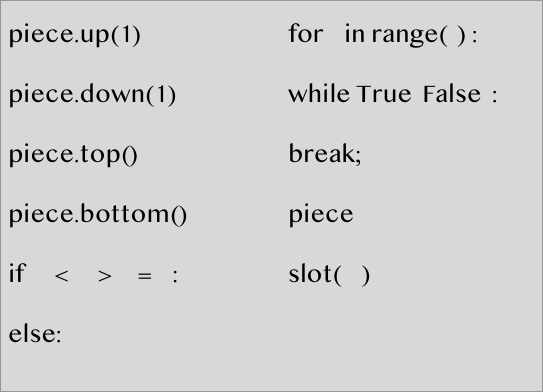 piece.up(1)
piece.down(1)
piece.top()
piece.bottom()
if < > = :
else:
for in range( ) :
while True False :
break;
piece
slot( )